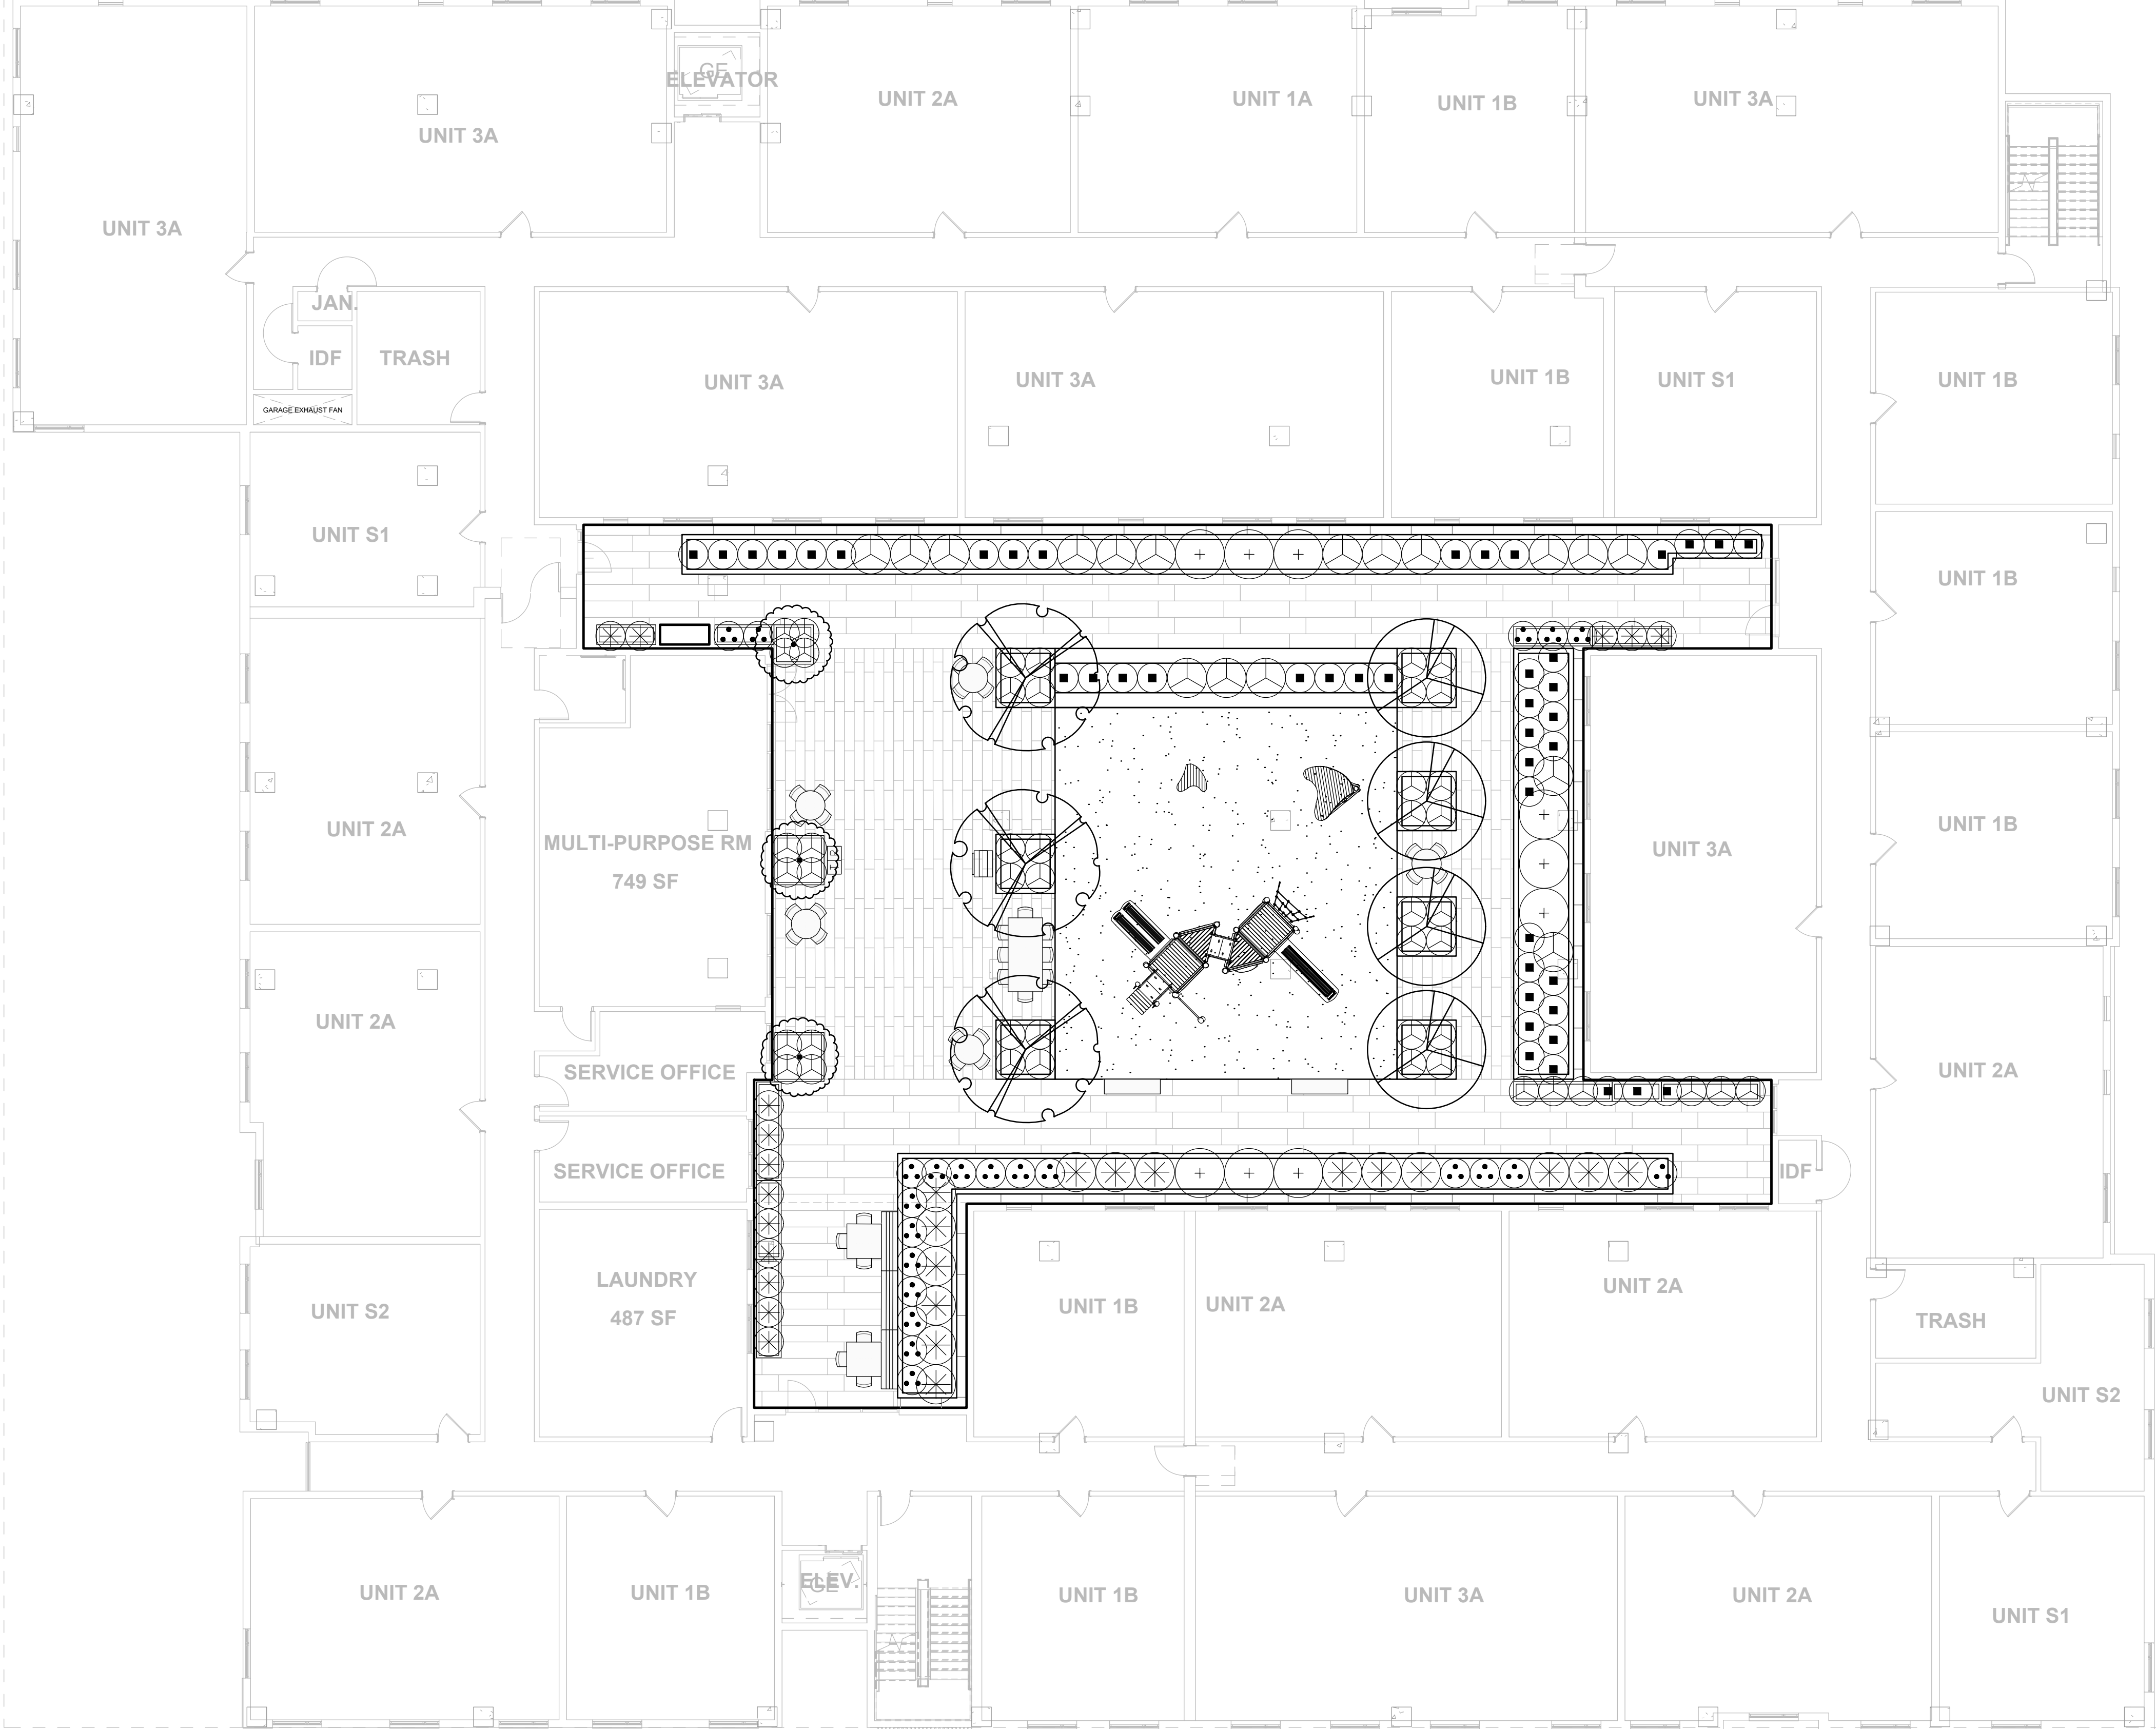 GE
ELEVATOR
UNIT 2A
UNIT 1A
UNIT 1B
UNIT 3A
UNIT 3A
UNIT 3A
JAN.
IDF
TRASH
GARAGE EXHAUST FAN
UNIT 3A
UNIT 3A
UNIT 1B
UNIT S1
UNIT 1B
UNIT S1
UNIT 1B
UNIT 2A
MULTI-PURPOSE RM
749 SF
UNIT 3A
UNIT 1B
UNIT 2A
SERVICE OFFICE
UNIT 2A
SERVICE OFFICE
IDF
UNIT S2
LAUNDRY
487 SF
UNIT 1B
UNIT 2A
UNIT 2A
TRASH
UNIT S2
UNIT 2A
UNIT 1B
ELEV.
GE
UNIT 1B
UNIT 3A
UNIT 2A
UNIT S1